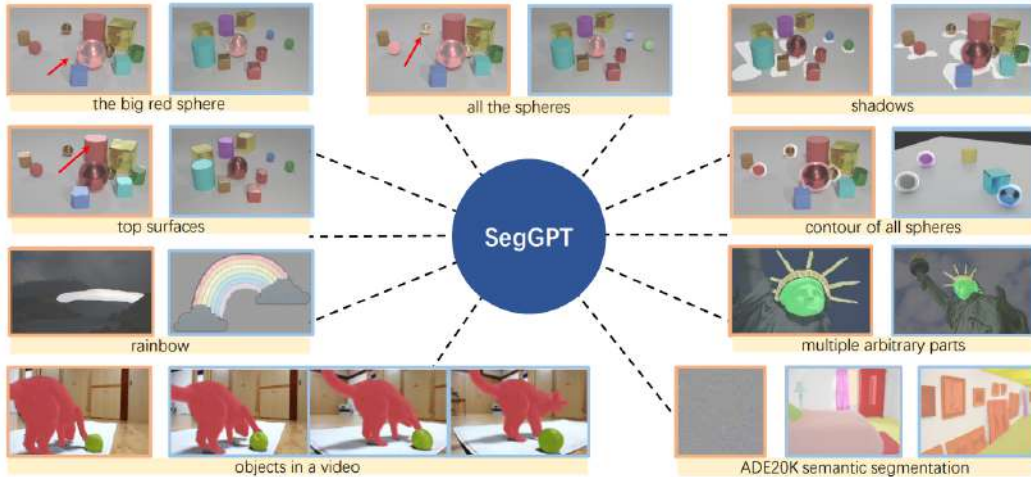 the big red sphere
all the spheres
shadows
top surfaces
SegGPT
contour of all spheres
rainbow
multiple arbitrary parts
objects in a video
ADE20K semantic segmentation